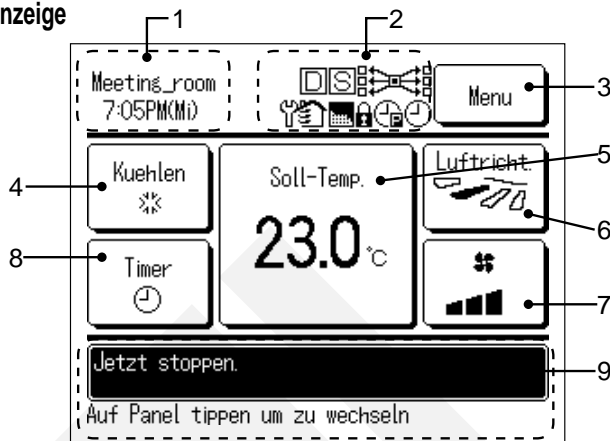 nzeige
1
2
Meeting_room
7:05PM(Mi)
D S
P
Menu
3
4
Kuehlen
Soll-Temp.
23.0 °C
5
Luftricht.
6
8
Timer
7
Jetzt stoppen.
9
Auf Panel tippen um zu wechseln